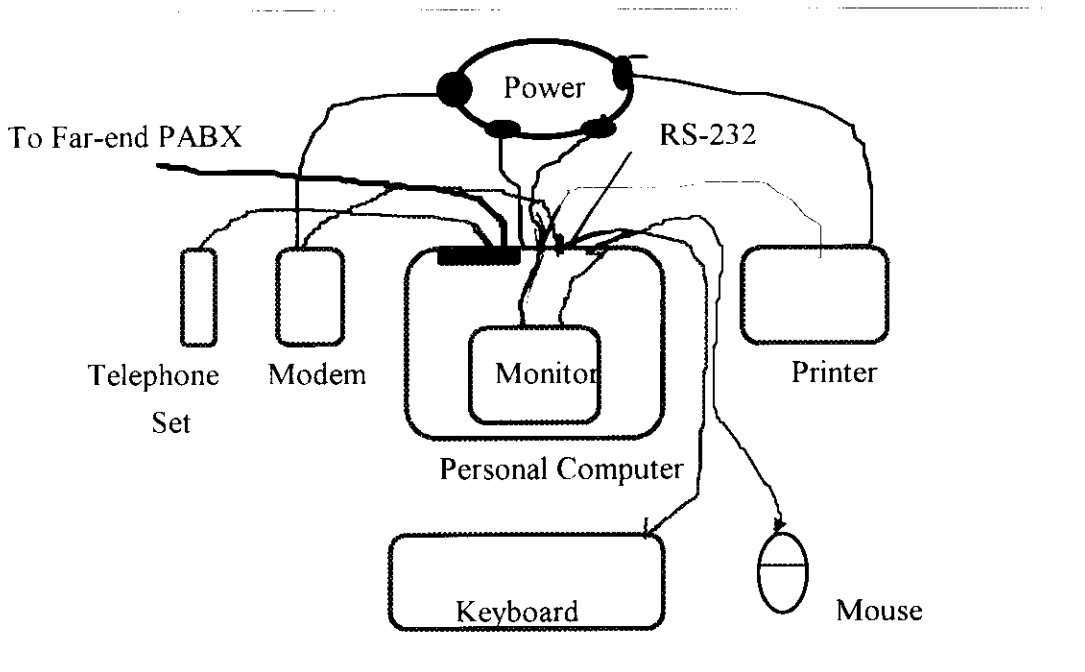 Power
To Far-end PABX
RS-232
Telephone
Set
Modem
Monitor
Printer
Personal Computer
Keyboard
Mouse